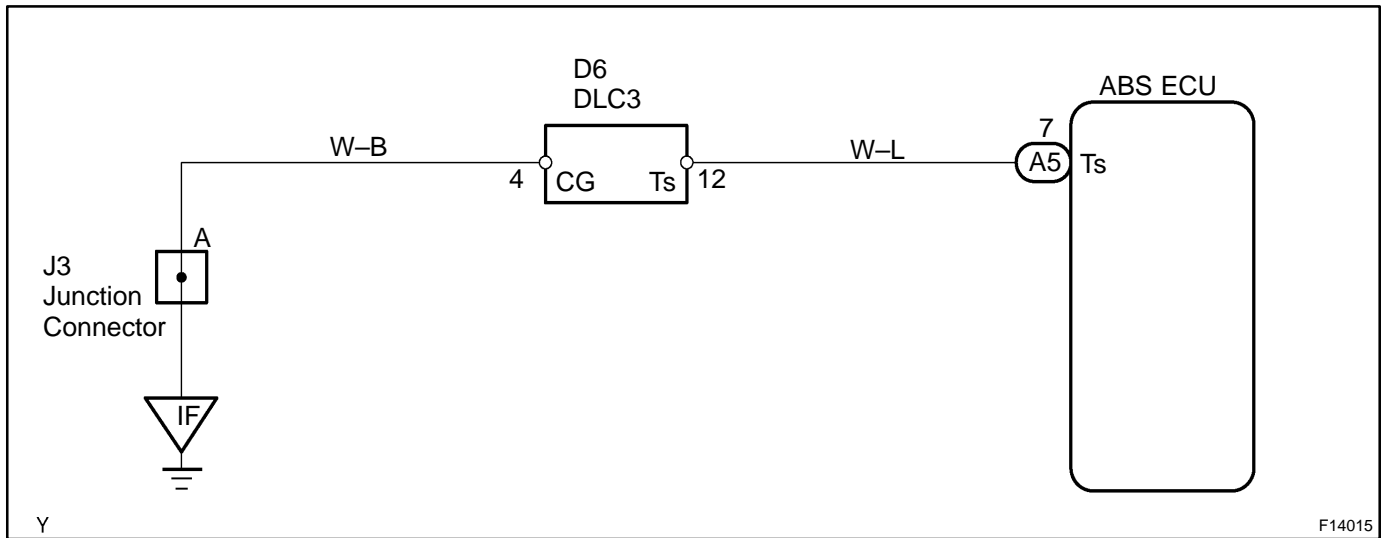 D6
DLC3
ABS ECU
W–B
W–L
7
A5
Ts
4
CG
Ts
12
A
J3
Junction
Connector
IF
Y
F14015